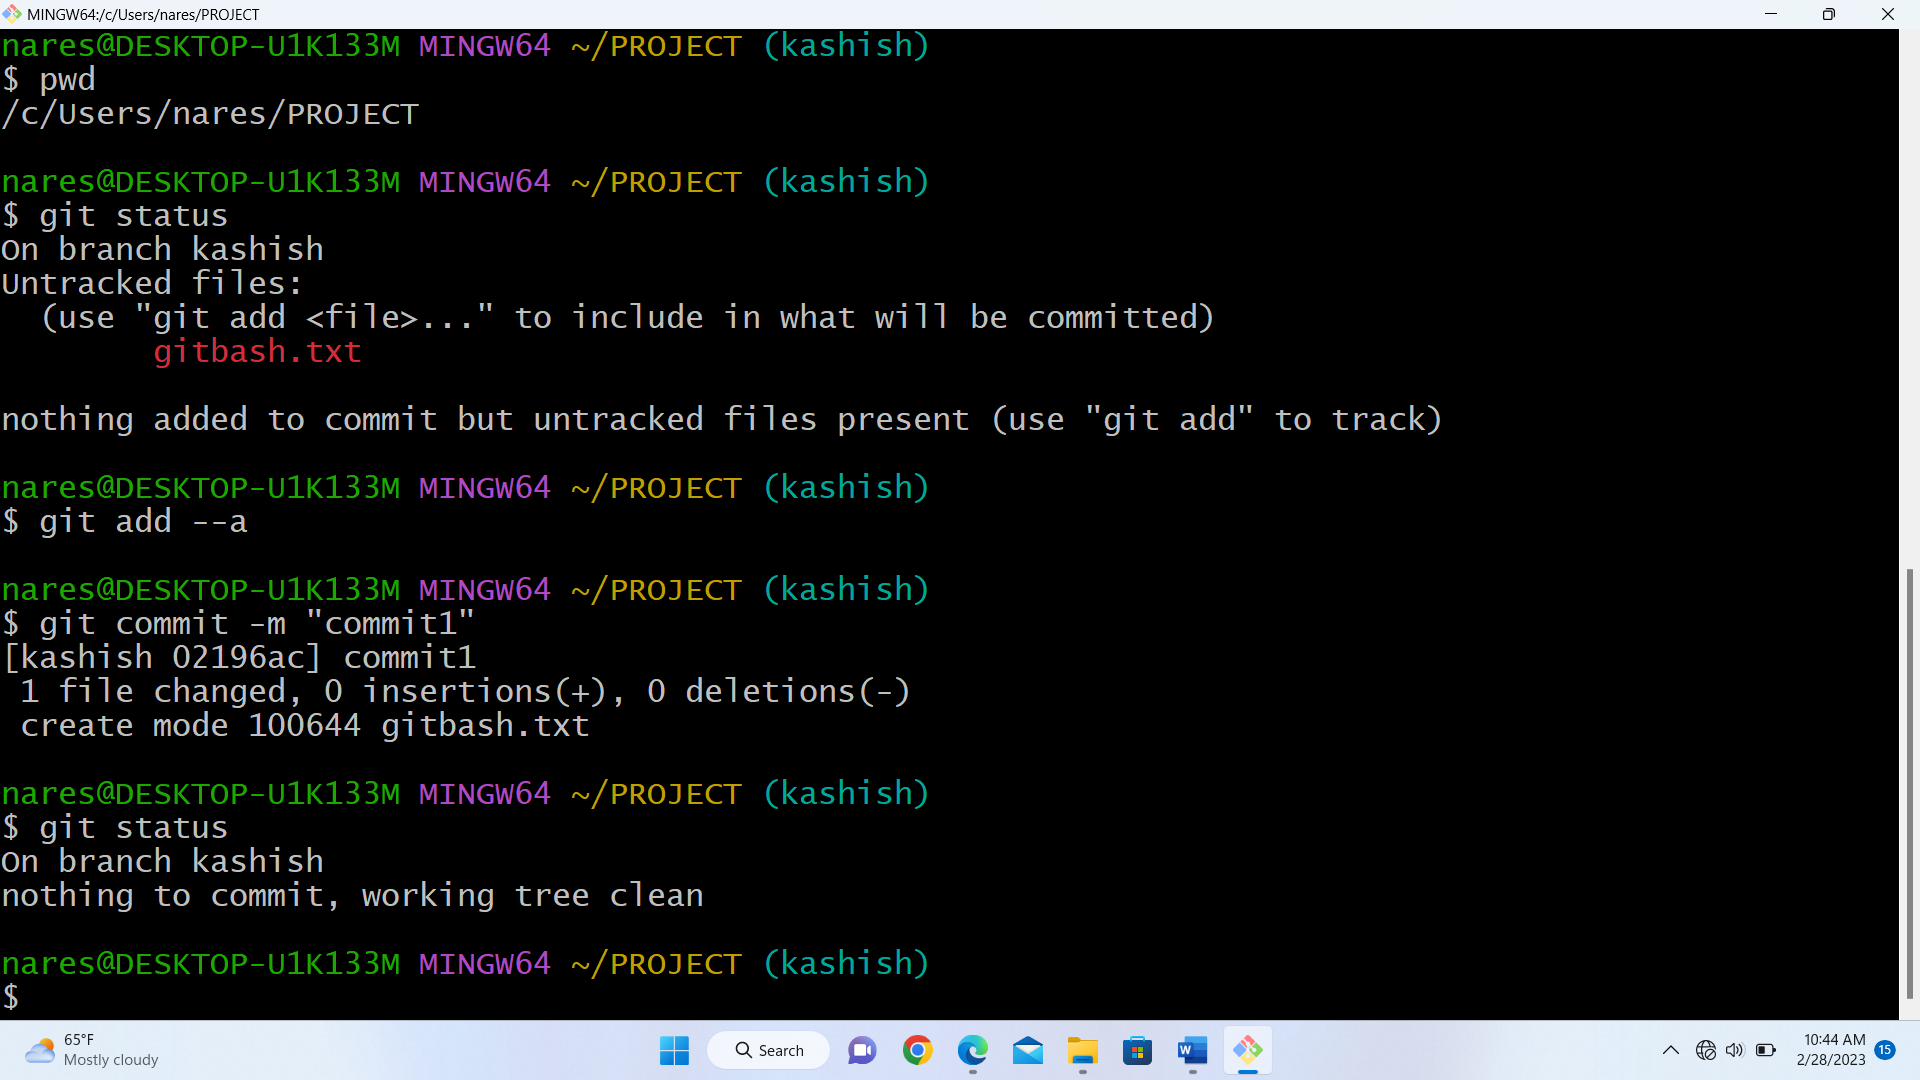 MINGW64:/c/Users/nares/PROJECT
nares@DESKTOP-U1K133M MINGW64 ~/PROJECT (kashish)
$ pwd
/c/Users/nares/PROJECT
nares@DESKTOP-U1K133M MINGW64 ~/PROJECT (kashish)
$ git status
On branch kashish
Untracked files:
  (use "git add <file>..." to include in what will be committed)
        gitbash.txt
nothing added to commit but untracked files present (use "git add" to track)
nares@DESKTOP-U1K133M MINGW64 ~/PROJECT (kashish)
$ git add --a
nares@DESKTOP-U1K133M MINGW64 ~/PROJECT (kashish)
$ git commit -m "commit1"
[kashish 02196ac] commit1
 1 file changed, 0 insertions(+), 0 deletions(-)
 create mode 100644 gitbash.txt
nares@DESKTOP-U1K133M MINGW64 ~/PROJECT (kashish)
$ git status
On branch kashish
nothing to commit, working tree clean
nares@DESKTOP-U1K133M MINGW64 ~/PROJECT (kashish)
$
65°F
Mostly cloudy
Search
W
10:44 AM
2/28/2023
15